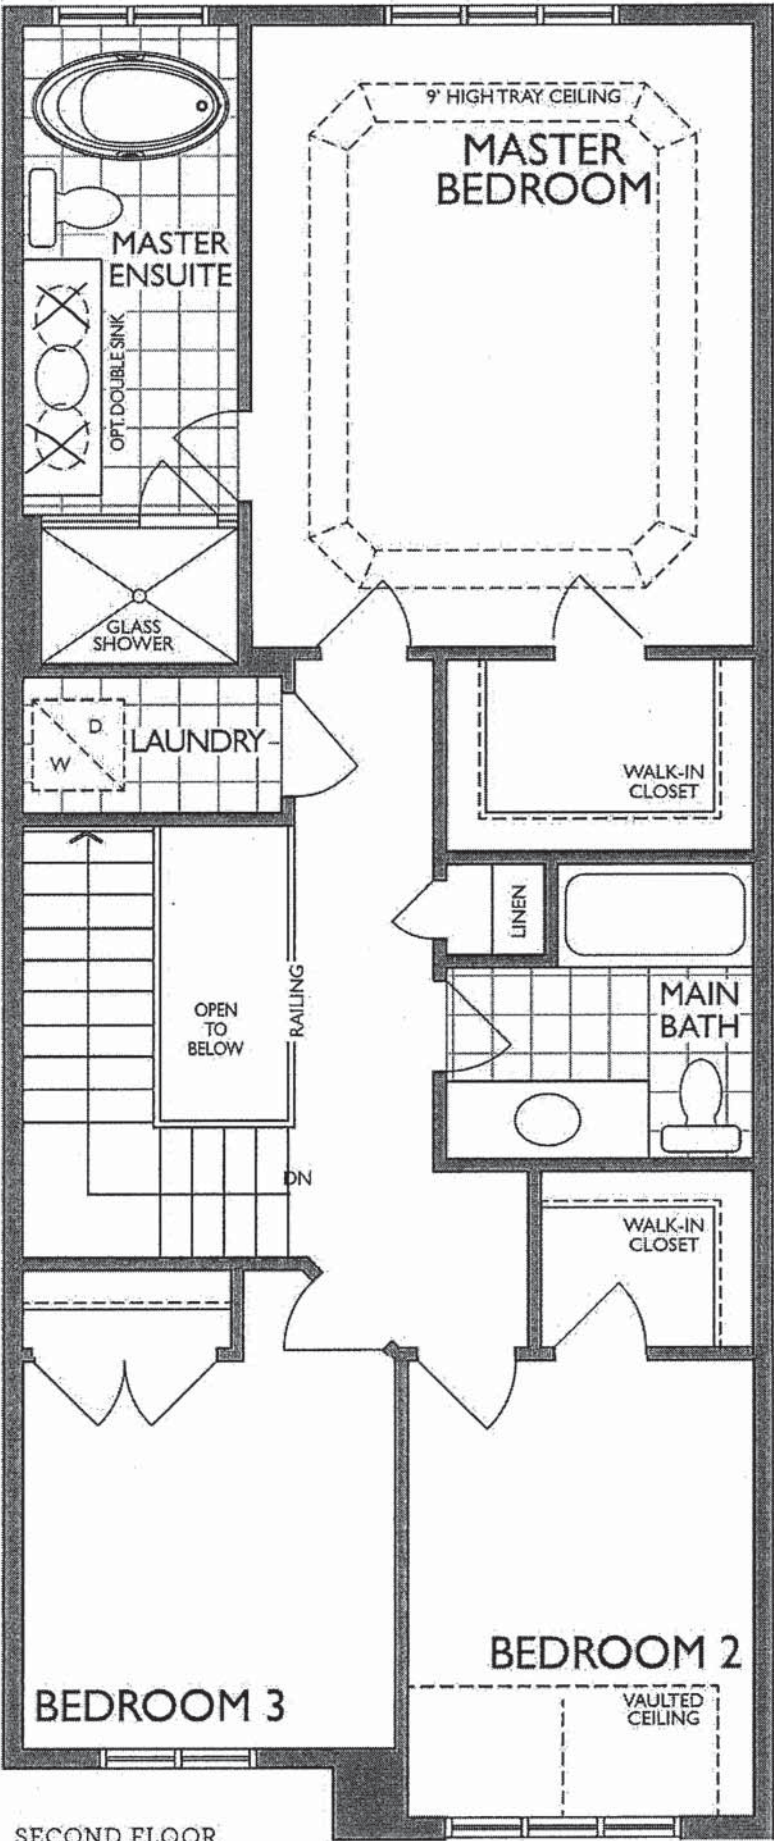 9' HIGH TRAY CEILING
MASTER
BEDROOM
MASTER
ENSUITE
OPT. DOUBLE SINK
GLASS
SHOWER
D
W
LAUNDRY
WALK-IN
CLOSET
LINEN
RAILING
OPEN
TO
BELOW
MAIN
BATH
DN
WALK-IN
CLOSET
BEDROOM 2
VAULTED
CEILING
BEDROOM 3
SECOND FLOOR